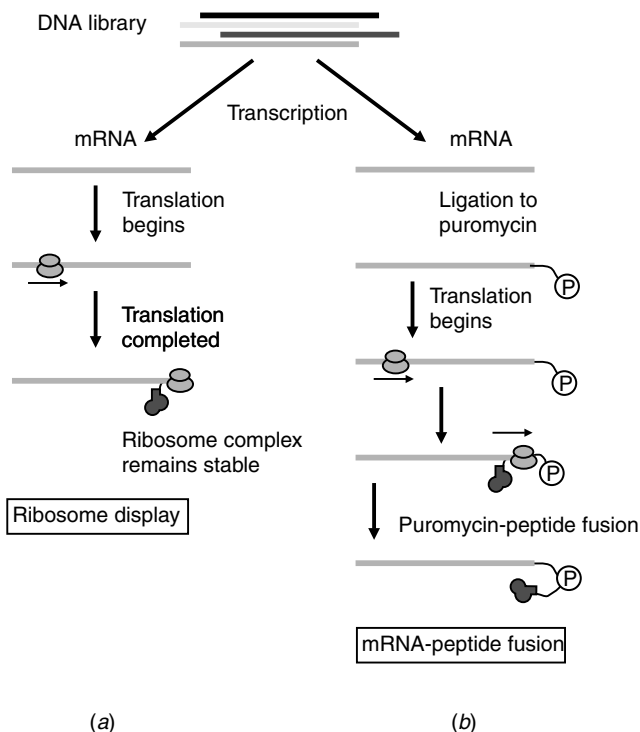 DNA library
Transcription
mRNA
Translation
begins
Translation
completed
Ribosome complex
remains stable
Ribosome display
(a)
mRNA
Ligation to
puromycin
P
Translation
begins
P
P
Puromycin-peptide fusion
P
mRNA-peptide fusion
(b)